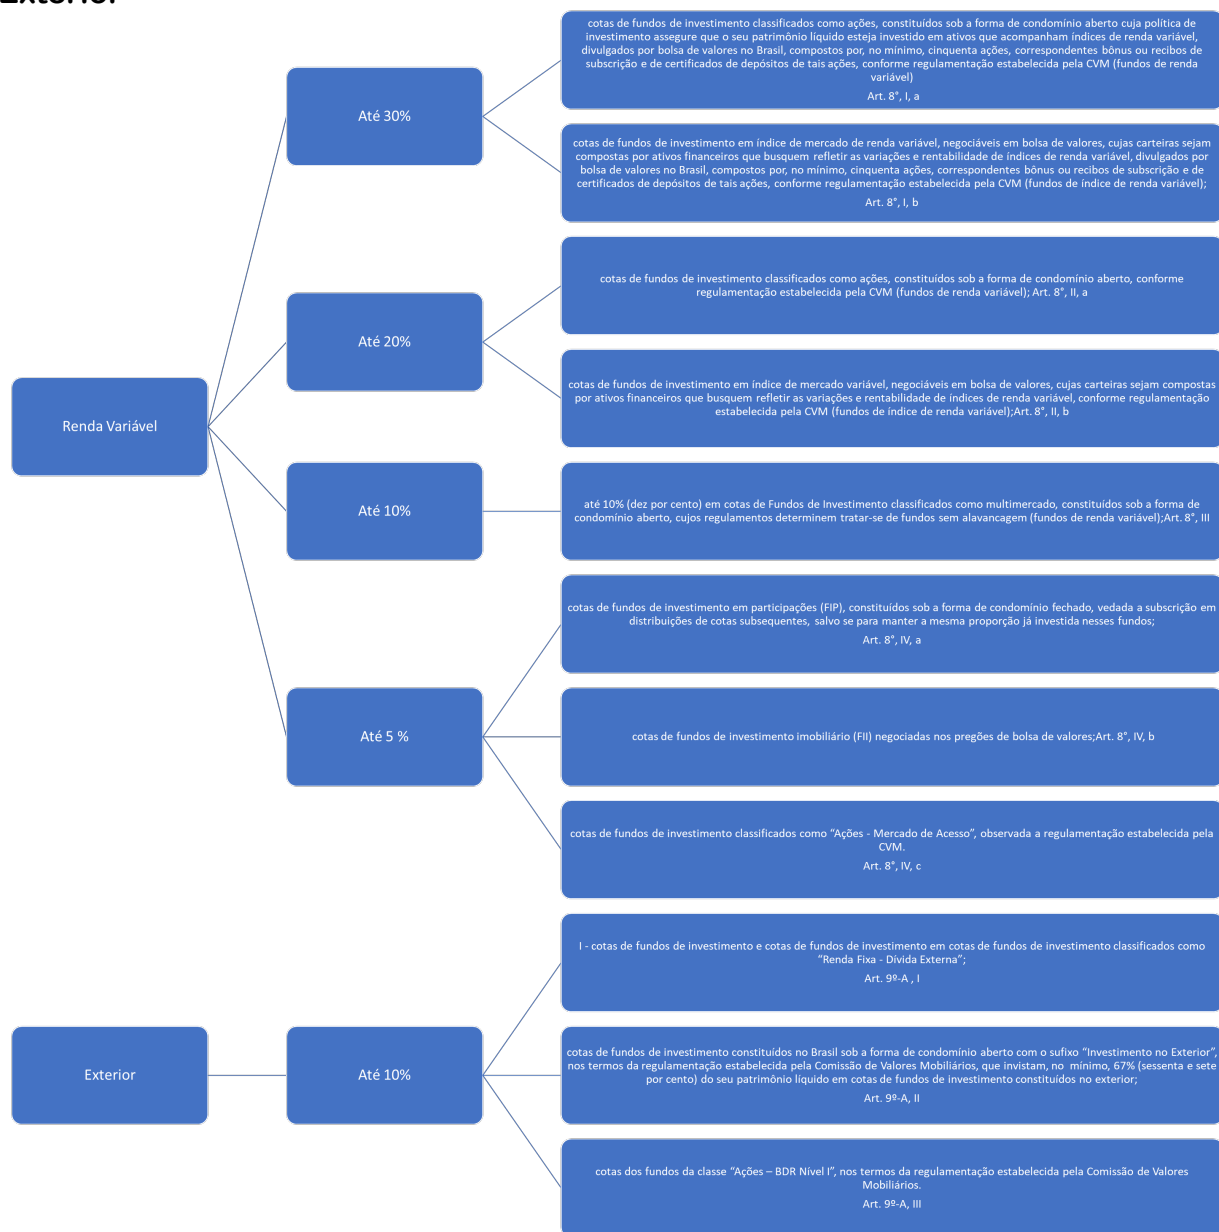 Exterior
cotas de fundos de investimento classificados como ações, constituídos sob a forma de condomínio aberto cuja política de
investimento assegure que o seu patrimônio líquido esteja investido em ativos que acompanham índices de renda variável,
divulgados por bolsa de valores no Brasil, compostos por, no mínimo, cinquenta ações, correspondentes bônus ou recibos de
subscrição e de certificados de depósitos de tais ações, conforme regulamentação estabelecida pela CVM (fundos de renda
variável)
Art. 8°, I, a
Até 30%
cotas de fundos de investimento em índice de mercado de renda variável, negociáveis em bolsa de valores, cujas carteiras sejam
compostas por ativos financeiros que busquem refletir as variações e rentabilidade de índices de renda variável, divulgados por
bolsa de valores no Brasil, compostos por, no mínimo, cinquenta ações, correspondentes bônus ou recibos de subscrição e de
certificados de depósitos de tais ações, conforme regulamentação estabelecida pela CVM (fundos de índice de renda variável);
Art. 8°, I, b
cotas de fundos de investimento classificados como ações, constituídos sob a forma de condomínio aberto, conforme
regulamentação estabelecida pela CVM (fundos de renda variável); Art. 8°, II, a
Até 20%
cotas de fundos de investimento em índice de mercado variável, negociáveis em bolsa de valores, cujas carteiras sejam compostas
por ativos financeiros que busquem refletir as variações e rentabilidade de índices de renda variável, conforme regulamentação
estabelecida pela CVM (fundos de índice de renda variável);Art. 8°, II, b
Renda Variável
Até 10%
até 10% (dez por cento) em cotas de Fundos de Investimento classificados como multimercado, constituídos sob a forma de
condomínio aberto, cujos regulamentos determinem tratar-se de fundos sem alavancagem (fundos de renda variável);Art. 8°, III
cotas de fundos de investimento em participações (FIP), constituídos sob a forma de condomínio fechado, vedada a subscrição em
distribuições de cotas subsequentes, salvo se para manter a mesma proporção já investida nesses fundos;
Art. 8°, IV, a
Até 5 %
cotas de fundos de investimento imobiliário (FII) negociadas nos pregões de bolsa de valores;Art. 8°, IV, b
cotas de fundos de investimento classificados como “Ações - Mercado de Acesso”, observada a regulamentação estabelecida pela
CVM.
Art. 8°, IV, c
I - cotas de fundos de investimento e cotas de fundos de investimento em cotas de fundos de investimento classificados como
“Renda Fixa - Dívida Externa”;
Art. 9º-A , I
Exterior
Até 10%
cotas de fundos de investimento constituídos no Brasil sob a forma de condomínio aberto com o sufixo “Investimento no Exterior”,
nos termos da regulamentação estabelecida pela Comissão de Valores Mobiliários, que invistam, no mínimo, 67% (sessenta e sete
por cento) do seu patrimônio líquido em cotas de fundos de investimento constituídos no exterior;
Art. 9º-A, II
cotas dos fundos da classe “Ações – BDR Nível I”, nos termos da regulamentação estabelecida pela Comissão de Valores
Mobiliários.
Art. 9º-A, III